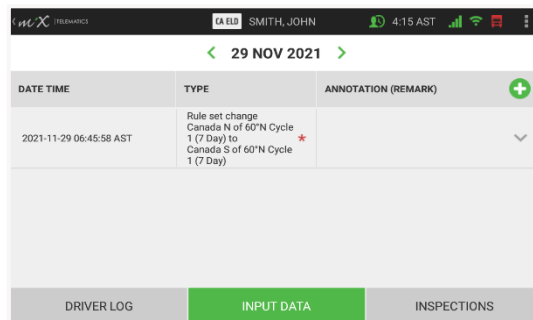 miX TELEMATICS CA ELD SMITH, JOHN 4:15 AST
< 29 NOV 2021 >
DATE TIME TYPE ANNOTATION (REMARK)
Rule set change
Canada N of 60°N Cycle
2021-11-29 06:45:58 AST 1 (7 Day) to *
Canada S of 60°N Cycle
1 (7 Day)
DRIVER LOG INPUT DATA INSPECTIONS